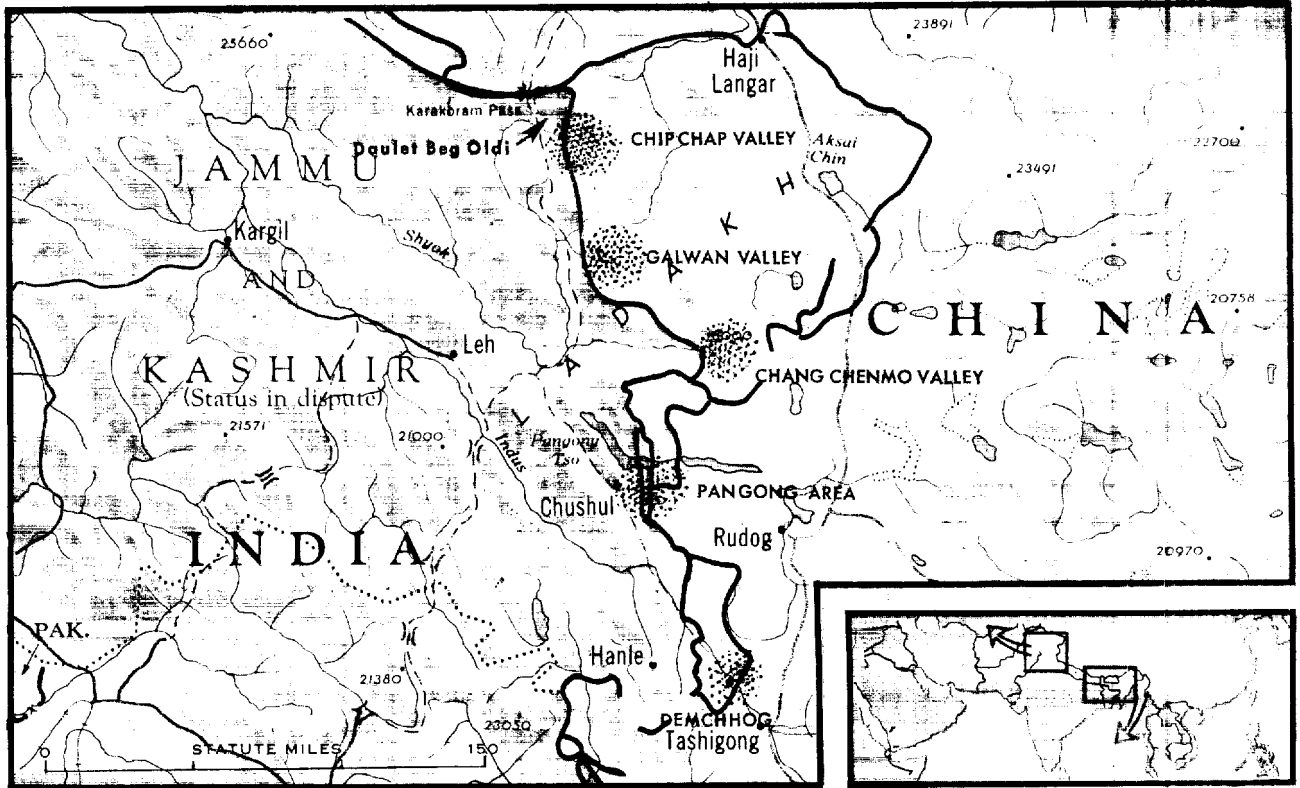 25660
23891
Haji
Langar
Karakoram Pass
Daulet Beg Oldi
CHIPCHAP VALLEY
Aksai
Chin
22700
23491
JAMMU
Kargil
Shyok
GALWAN VALLEY
AND
LADAKH
20758
CHINA
Leh
KASHMIR
(Status in dispute)
CHANG CHENMO VALLEY
21571
21000
Indus
Pangong
Tso
Chushul
PANGONG AREA
Rudog
INDIA
20970
PAK.
Hanle
21380
23050
DEMCHHOG
Tashigong
STATUTE MILES
0 150